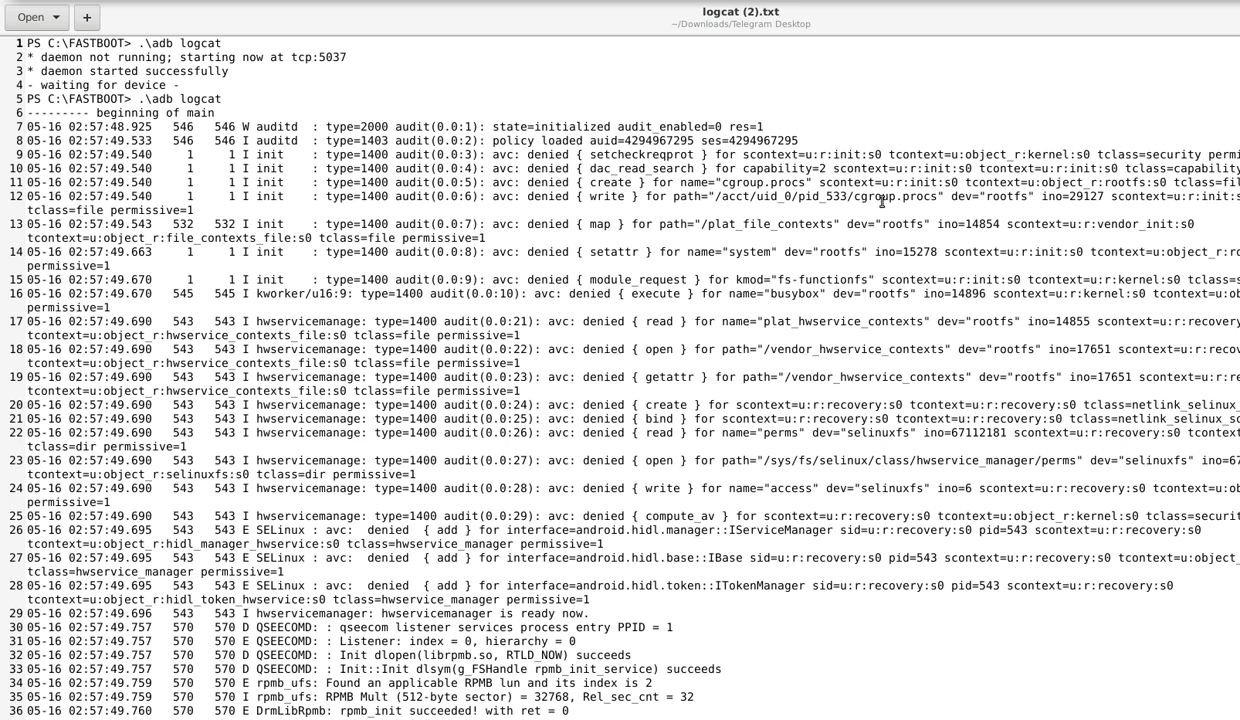 Open
+
logcat (2).txt
~/Downloads/Telegram Desktop
1 PS C:\FASTBOOT> .\adb logcat
2 * daemon not running; starting now at tcp:5037
3 * daemon started successfully
4 - waiting for device -
5 PS C:\FASTBOOT> .\adb logcat
6 --------- beginning of main
7 05-16 02:57:48.925   546   546 W auditd  : type=2000 audit(0.0:1): state=initialized audit_enabled=0 res=1
8 05-16 02:57:49.533   546   546 I auditd  : type=1403 audit(0.0:2): policy loaded auid=4294967295 ses=4294967295
9 05-16 02:57:49.540     1     1 I init    : type=1400 audit(0.0:3): avc: denied { setcheckreqprot } for scontext=u:r:init:s0 tcontext=u:object_r:kernel:s0 tclass=security permi
10 05-16 02:57:49.540     1     1 I init    : type=1400 audit(0.0:4): avc: denied { dac_read_search } for capability=2 scontext=u:r:init:s0 tcontext=u:r:init:s0 tclass=capability
11 05-16 02:57:49.540     1     1 I init    : type=1400 audit(0.0:5): avc: denied { create } for name="cgroup.procs" scontext=u:r:init:s0 tcontext=u:object_r:rootfs:s0 tclass=fil
12 05-16 02:57:49.540     1     1 I init    : type=1400 audit(0.0:6): avc: denied { write } for path="/acct/uid_0/pid_533/cgroup.procs" dev="rootfs" ino=29127 scontext=u:r:init:s
tclass=file permissive=1
13 05-16 02:57:49.543   532   532 I init    : type=1400 audit(0.0:7): avc: denied { map } for path="/plat_file_contexts" dev="rootfs" ino=14854 scontext=u:r:vendor_init:s0
tcontext=u:object_r:file_contexts_file:s0 tclass=file permissive=1
14 05-16 02:57:49.663     1     1 I init    : type=1400 audit(0.0:8): avc: denied { setattr } for name="system" dev="rootfs" ino=15278 scontext=u:r:init:s0 tcontext=u:object_r:ro
permissive=1
15 05-16 02:57:49.670     1     1 I init    : type=1400 audit(0.0:9): avc: denied { module_request } for kmod="fs-functionfs" scontext=u:r:init:s0 tcontext=u:r:kernel:s0 tclass=s
16 05-16 02:57:49.670   545   545 I kworker/u16:9: type=1400 audit(0.0:10): avc: denied { execute } for name="busybox" dev="rootfs" ino=14896 scontext=u:r:kernel:s0 tcontext=u:ob
permissive=1
17 05-16 02:57:49.690   543   543 I hwservicemanage: type=1400 audit(0.0:21): avc: denied { read } for name="plat_hwservice_contexts" dev="rootfs" ino=14855 scontext=u:r:recovery
tcontext=u:object_r:hwservice_contexts_file:s0 tclass=file permissive=1
18 05-16 02:57:49.690   543   543 I hwservicemanage: type=1400 audit(0.0:22): avc: denied { open } for path="/vendor_hwservice_contexts" dev="rootfs" ino=17651 scontext=u:r:recov
tcontext=u:object_r:hwservice_contexts_file:s0 tclass=file permissive=1
19 05-16 02:57:49.690   543   543 I hwservicemanage: type=1400 audit(0.0:23): avc: denied { getattr } for path="/vendor_hwservice_contexts" dev="rootfs" ino=17651 scontext=u:r:re
tcontext=u:object_r:hwservice_contexts_file:s0 tclass=file permissive=1
20 05-16 02:57:49.690   543   543 I hwservicemanage: type=1400 audit(0.0:24): avc: denied { create } for scontext=u:r:recovery:s0 tcontext=u:r:recovery:s0 tclass=netlink_selinux_
21 05-16 02:57:49.690   543   543 I hwservicemanage: type=1400 audit(0.0:25): avc: denied { bind } for scontext=u:r:recovery:s0 tcontext=u:r:recovery:s0 tclass=netlink_selinux_so
22 05-16 02:57:49.690   543   543 I hwservicemanage: type=1400 audit(0.0:26): avc: denied { read } for name="perms" dev="selinuxfs" ino=67112181 scontext=u:r:recovery:s0 tcontext
tclass=dir permissive=1
23 05-16 02:57:49.690   543   543 I hwservicemanage: type=1400 audit(0.0:27): avc: denied { open } for path="/sys/fs/selinux/class/hwservice_manager/perms" dev="selinuxfs" ino=67
tcontext=u:object_r:selinuxfs:s0 tclass=dir permissive=1
24 05-16 02:57:49.690   543   543 I hwservicemanage: type=1400 audit(0.0:28): avc: denied { write } for name="access" dev="selinuxfs" ino=6 scontext=u:r:recovery:s0 tcontext=u:ob
permissive=1
25 05-16 02:57:49.690   543   543 I hwservicemanage: type=1400 audit(0.0:29): avc: denied { compute_av } for scontext=u:r:recovery:s0 tcontext=u:object_r:kernel:s0 tclass=securit
26 05-16 02:57:49.695   543   543 E SELinux : avc:  denied  { add } for interface=android.hidl.manager::IServiceManager sid=u:r:recovery:s0 pid=543 scontext=u:r:recovery:s0
tcontext=u:object_r:hidl_manager_hwservice:s0 tclass=hwservice_manager permissive=1
27 05-16 02:57:49.695   543   543 E SELinux : avc:  denied  { add } for interface=android.hidl.base::IBase sid=u:r:recovery:s0 pid=543 scontext=u:r:recovery:s0 tcontext=u:object_
tclass=hwservice_manager permissive=1
28 05-16 02:57:49.695   543   543 E SELinux : avc:  denied  { add } for interface=android.hidl.token::ITokenManager sid=u:r:recovery:s0 pid=543 scontext=u:r:recovery:s0
tcontext=u:object_r:hidl_token_hwservice:s0 tclass=hwservice_manager permissive=1
29 05-16 02:57:49.696   543   543 I hwservicemanager: hwservicemanager is ready now.
30 05-16 02:57:49.757   570   570 D QSEECOMD: : qseecom listener services process entry PPID = 1
31 05-16 02:57:49.757   570   570 E QSEECOMD: : Listener: index = 0, hierarchy = 0
32 05-16 02:57:49.757   570   570 D QSEECOMD: : Init dlopen(librpmb.so, RTLD_NOW) succeeds
33 05-16 02:57:49.757   570   570 D QSEECOMD: : Init::Init dlsym(g_FSHandle rpmb_init_service) succeeds
34 05-16 02:57:49.759   570   570 E rpmb_ufs: Found an applicable RPMB lun and its index is 2
35 05-16 02:57:49.759   570   570 I rpmb_ufs: RPMB Mult (512-byte sector) = 32768, Rel_sec_cnt = 32
36 05-16 02:57:49.760   570   570 E DrmLibRpmb: rpmb_init succeeded! with ret = 0